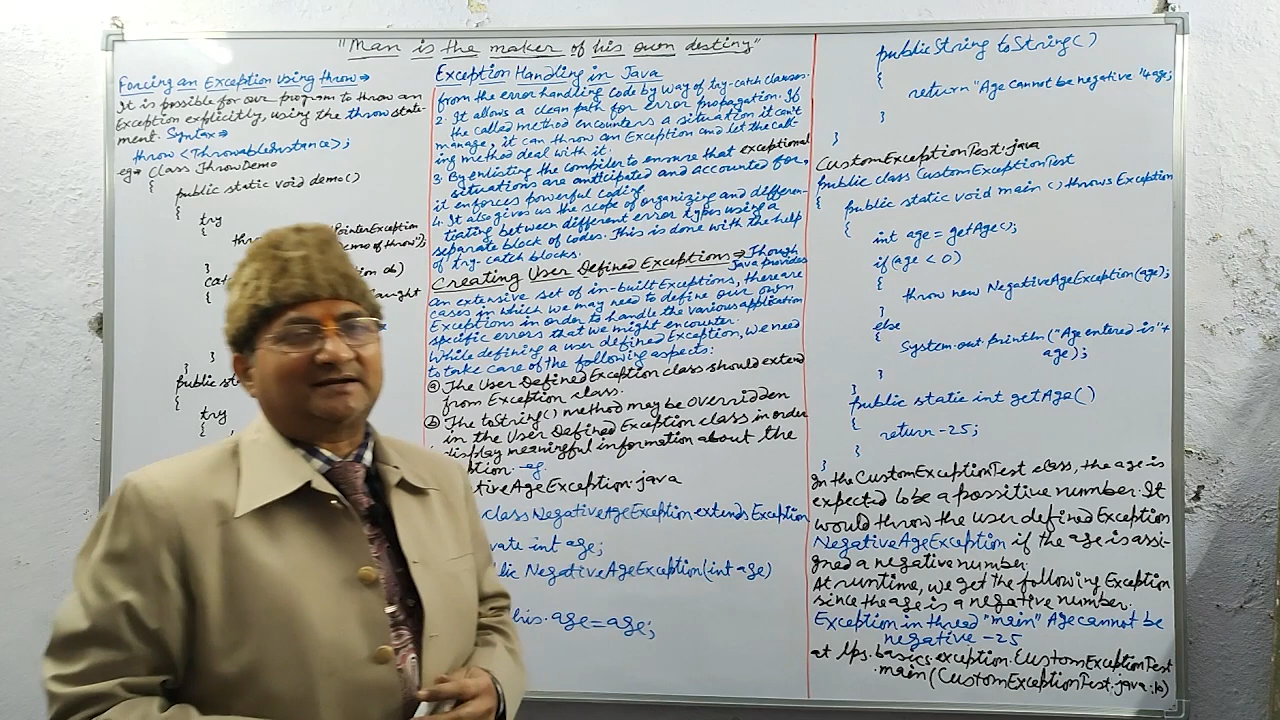 "Man is the maker of his own destiny"
Forcing an Exception Using throw ⇒
It is possible for our program to throw an
Exception explicitly, using the throw state-
ment. Syntax ⇒
throw <ThrowableInstance>;
eg ⇒ Class ThrowDemo
{
public static void demo()
{
try
{
PointerException
"Demo of throw");
}
{
}
}
public
{
try
{
Exception Handling in Java
from the error handling code by way of try-catch clauses.
2. It allows a clean path for error propagation. If
the called method encounters a situation it can't
manage, it can throw an Exception and let the call-
ing method deal with it.
3. By enlisting the compiler to ensure that exceptional
situations are anticipated and accounted for,
it enforces powerful coding
4. It also gives us the scope of organizing and differen-
tiating between different error types using a
separate block of codes. This is done with the help
of try-catch blocks.
Creating User Defined Exceptions ⇒ Though
Java provides
an extensive set of in-built Exceptions, there are
cases in which we may need to define our own
Exceptions in order to handle the various application
specific errors that we might encounter.
While defining a user defined Exception, we need
to take care of the following aspects:
ⓐ The User Defined Exception class should extend
from Exception class.
ⓑ The toString() method may be overridden
in the User Defined Exception class in order
display meaningful information about the
tion. eg.
tiveAgeException.java
class NegativeAgeException extends Exception
vate int age;
lic NegativeAgeException(int age)
his.age=age;
public String toString()
{
return "Age cannot be negative "+age;
}
}
CustomExceptionTest.java
public class CustomExceptionTest
{
public static void main () throws Exception
{
int age = getAge();
if(age < 0)
{
throw new NegativeAgeException(age);
}
else
{
System.out.println("Age entered is"+
age);
}
}
public static int getAge()
{
return -25;
}
}
In the CustomExceptionTest class, the age is
expected to be a possitive number. It
would throw the user defined Exception
NegativeAgeException if the age is assi-
gned a negative number.
At runtime, we get the following Exception
since the age is a negative number.
Exception in thread "main" Age cannot be
negative -25
at lps.basics.exception.CustomExceptionTest
.main(CustomExceptionTest.java:10)